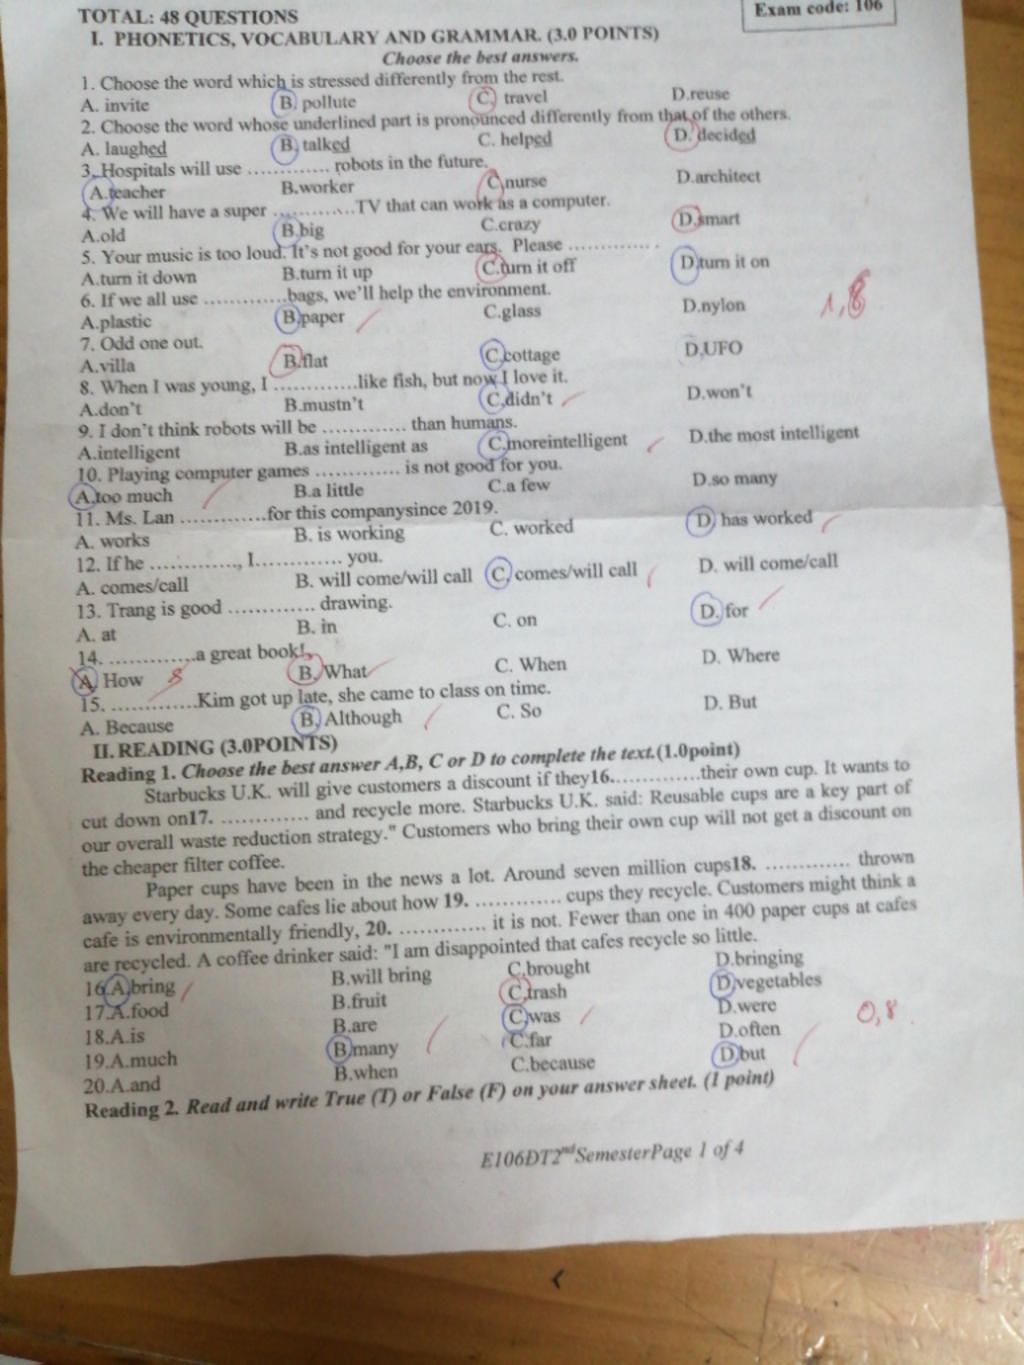 TOTAL: 48 QUESTIONS
Exam code: 106
I. PHONETICS, VOCABULARY AND GRAMMAR. (3.0 POINTS)
Choose the best answers.
1. Choose the word which is stressed differently from the rest.
A. invite B. pollute C. travel D.reuse
2. Choose the word whose underlined part is pronounced differently from that of the others.
A. laughed B. talked C. helped D. decided
3. Hospitals will use ............. robots in the future.
A.teacher B.worker C.nurse D.architect
4. We will have a super ............TV that can work as a computer.
A.old B.big C.crazy D.smart
5. Your music is too loud. It's not good for your ears. Please .............
A.turn it down B.turn it up C.turn it off D.turn it on
6. If we all use .............bags, we'll help the environment.
A.plastic B.paper C.glass D.nylon
1,8
7. Odd one out.
A.villa B.flat C.cottage D.UFO
8. When I was young, I .............like fish, but now I love it.
A.don't B.mustn't C.didn't D.won't
9. I don't think robots will be ............. than humans.
A.intelligent B.as intelligent as C.moreintelligent D.the most intelligent
10. Playing computer games ............. is not good for you.
A.too much B.a little C.a few D.so many
11. Ms. Lan .............for this companysince 2019.
A. works B. is working C. worked D. has worked
12. If he ............., I............. you.
A. comes/call B. will come/will call C. comes/will call D. will come/call
13. Trang is good ............. drawing.
A. at B. in C. on D. for
14. .............a great book!
A. How B. What C. When D. Where
15. .............Kim got up late, she came to class on time.
A. Because B. Although C. So D. But
II. READING (3.0POINTS)
Reading 1. Choose the best answer A,B, C or D to complete the text.(1.0point)
Starbucks U.K. will give customers a discount if they16.............their own cup. It wants to
cut down on17. ............. and recycle more. Starbucks U.K. said: Reusable cups are a key part of
our overall waste reduction strategy." Customers who bring their own cup will not get a discount on
the cheaper filter coffee.
Paper cups have been in the news a lot. Around seven million cups18. ............. thrown
away every day. Some cafes lie about how 19. ............. cups they recycle. Customers might think a
cafe is environmentally friendly, 20. ............. it is not. Fewer than one in 400 paper cups at cafes
are recycled. A coffee drinker said: "I am disappointed that cafes recycle so little.
16.A.bring B.will bring C.brought D.bringing
17.A.food B.fruit C.trash D.vegetables
18.A.is B.are C.was D.were
0,8
19.A.much B.many C.far D.often
20.A.and B.when C.because D.but
Reading 2. Read and write True (T) or False (F) on your answer sheet. (1 point)
E106DT2nd SemesterPage 1 of 4